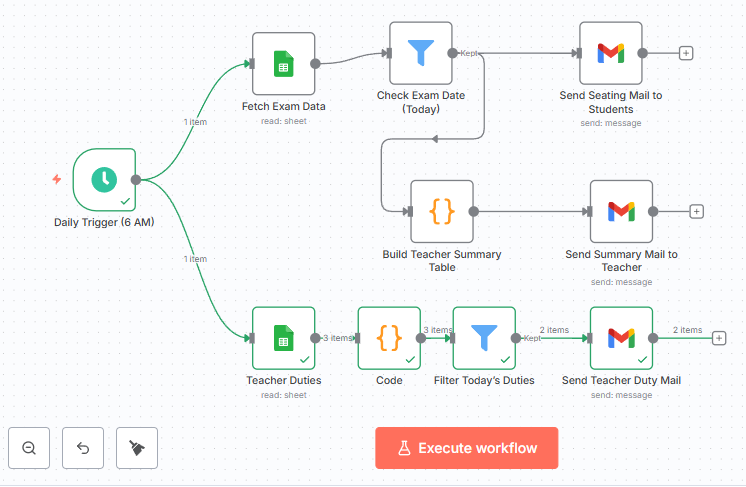 Kept
Fetch Exam Data
read: sheet
Check Exam Date
(Today)
Send Seating Mail to
Students
send: message
1 item
Daily Trigger (6 AM)
Build Teacher Summary
Table
Send Summary Mail to
Teacher
send: message
1 item
3 items
3 items
Kept
2 items
2 items
Teacher Duties
read: sheet
Code
Filter Today's Duties
Send Teacher Duty Mail
send: message
Execute workflow